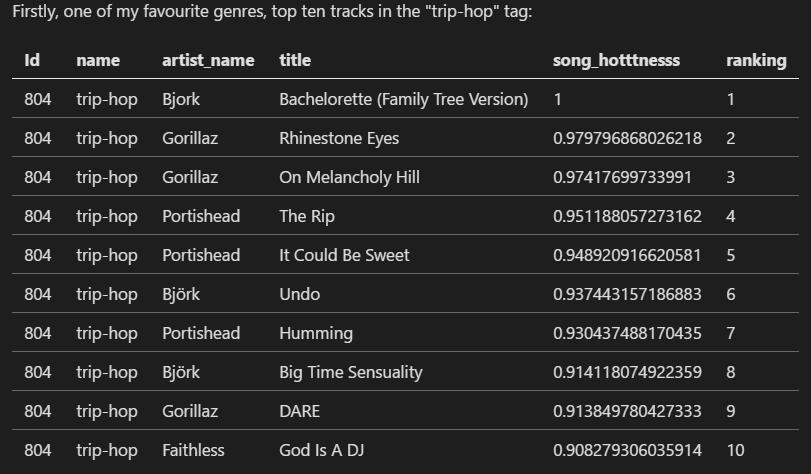 Firstly, one of my favourite genres, top ten tracks in the "trip-hop" tag:
Id name artist_name title song_hotttnesss ranking
804 trip-hop Bjork Bachelorette (Family Tree Version) 1 1
804 trip-hop Gorillaz Rhinestone Eyes 0.979796868026218 2
804 trip-hop Gorillaz On Melancholy Hill 0.97417699733991 3
804 trip-hop Portishead The Rip 0.951188057273162 4
804 trip-hop Portishead It Could Be Sweet 0.948920916620581 5
804 trip-hop Björk Undo 0.937443157186883 6
804 trip-hop Portishead Humming 0.930437488170435 7
804 trip-hop Björk Big Time Sensuality 0.914118074922359 8
804 trip-hop Gorillaz DARE 0.913849780427333 9
804 trip-hop Faithless God Is A DJ 0.908279306035914 10